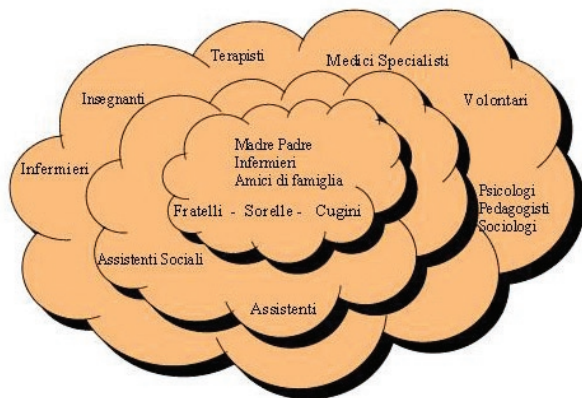 Terapisti
Medici Specialisti
Insegnanti
Volontari
Infermieri
Madre Padre
Infermieri
Amici di famiglia
Fratelli - Sorelle - Cugini
Psicologi
Pedagogisti
Sociologi
Assistenti Sociali
Assistenti